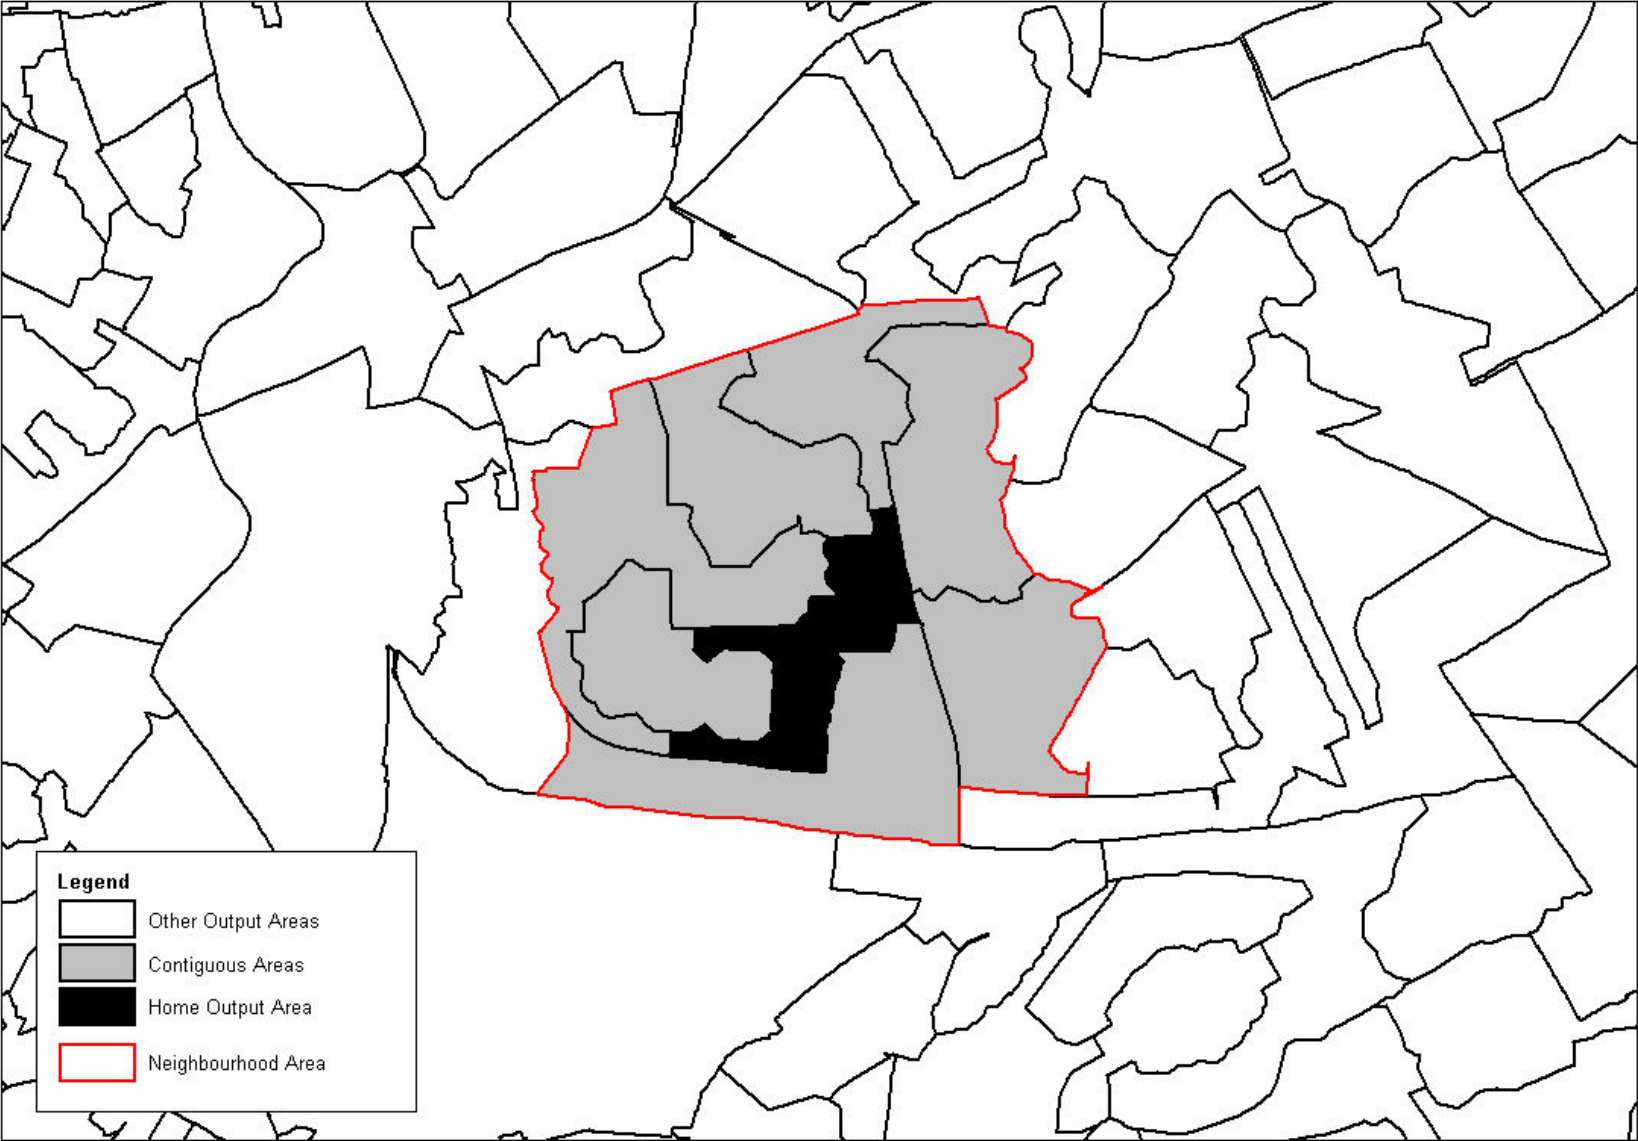 Legend
Other Output Areas
Contiguous Areas
Home Output Area
Neighbourhood Area